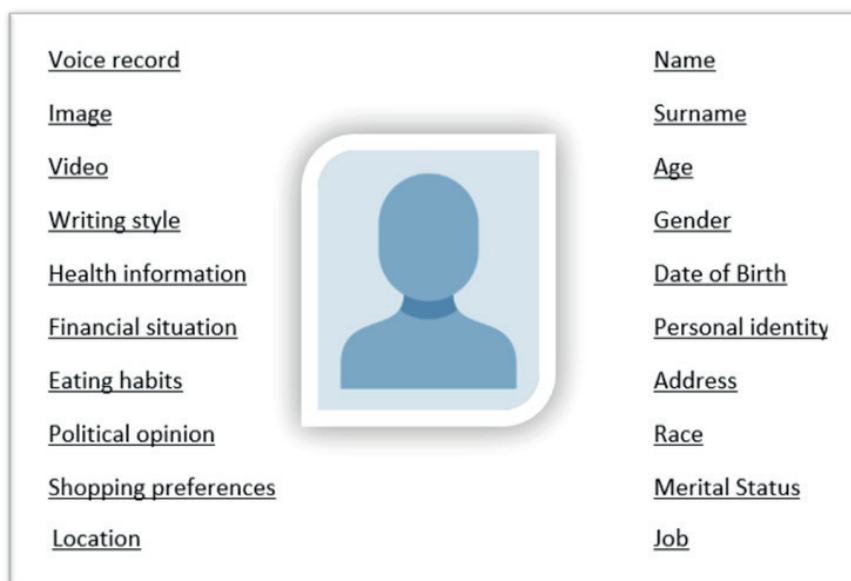 Voice record
Image
Video
Writing style
Health information
Financial situation
Eating habits
Political opinion
Shopping preferences
Location
Name
Surname
Age
Gender
Date of Birth
Personal identity
Address
Race
Merital Status
Job